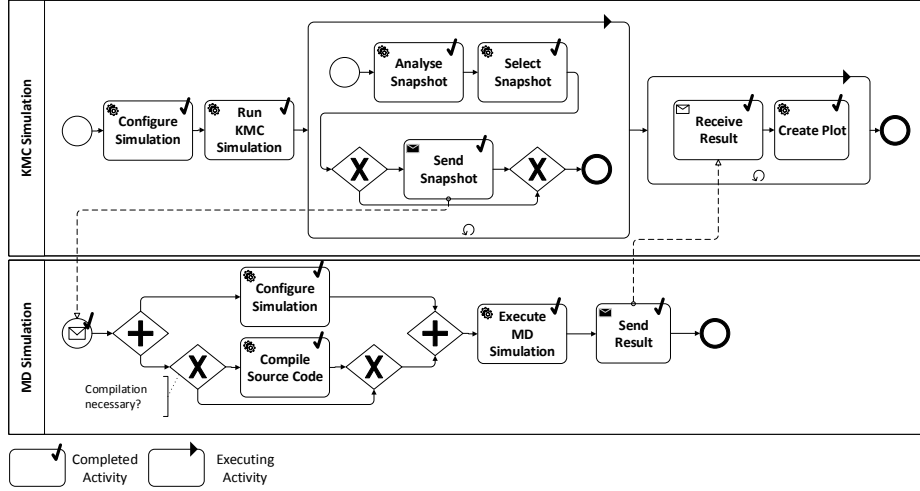 KMC Simulation
Configure
Simulation
Run
KMC
Simulation
Analyse
Snapshot
Select
Snapshot
X
Send
Snapshot
X
Receive
Result
Create Plot
MD Simulation
Configure
Simulation
X
Compile
Source Code
X
Compilation
necessary?
Execute
MD
Simulation
Send
Result
Completed
Activity
Executing
Activity